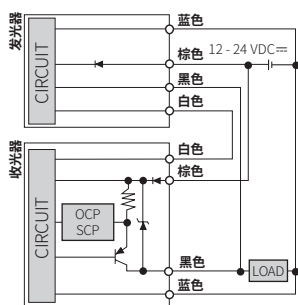 发光器
CIRCUIT
蓝色
棕色
12 - 24 VDC⎓
黑色
白色
收光器
CIRCUIT
白色
棕色
OCP
SCP
黑色
LOAD
蓝色